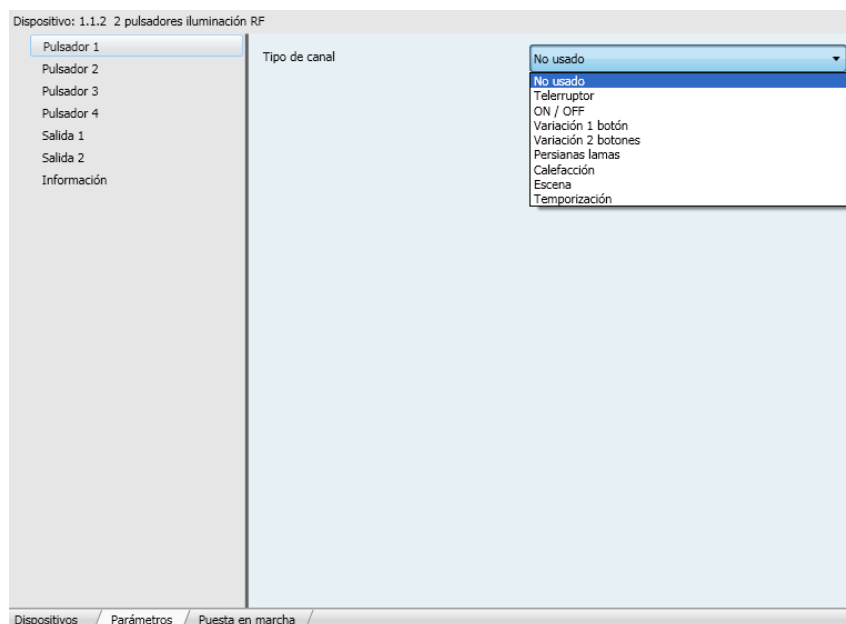 Dispositivo: 1.1.2 2 pulsadores iluminación RF
Pulsador 1
Pulsador 2
Pulsador 3
Pulsador 4
Salida 1
Salida 2
Información
Tipo de canal
No usado
No usado
Telerruptor
ON / OFF
Variación 1 botón
Variación 2 botones
Persianas lamas
Calefacción
Escena
Temporización
Dispositivos / Parámetros / Puesta en marcha /